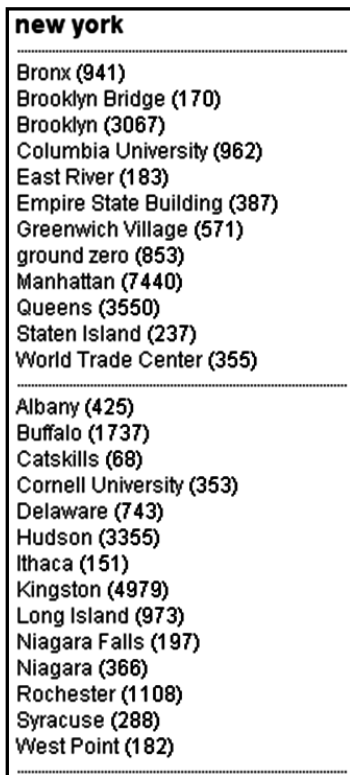 new york
Bronx (941)
Brooklyn Bridge (170)
Brooklyn (3067)
Columbia University (962)
East River (183)
Empire State Building (387)
Greenwich Village (571)
ground zero (853)
Manhattan (7440)
Queens (3550)
Staten Island (237)
World Trade Center (355)
Albany (425)
Buffalo (1737)
Catskills (68)
Cornell University (353)
Delaware (743)
Hudson (3355)
Ithaca (151)
Kingston (4979)
Long Island (973)
Niagara Falls (197)
Niagara (366)
Rochester (1108)
Syracuse (288)
West Point (182)